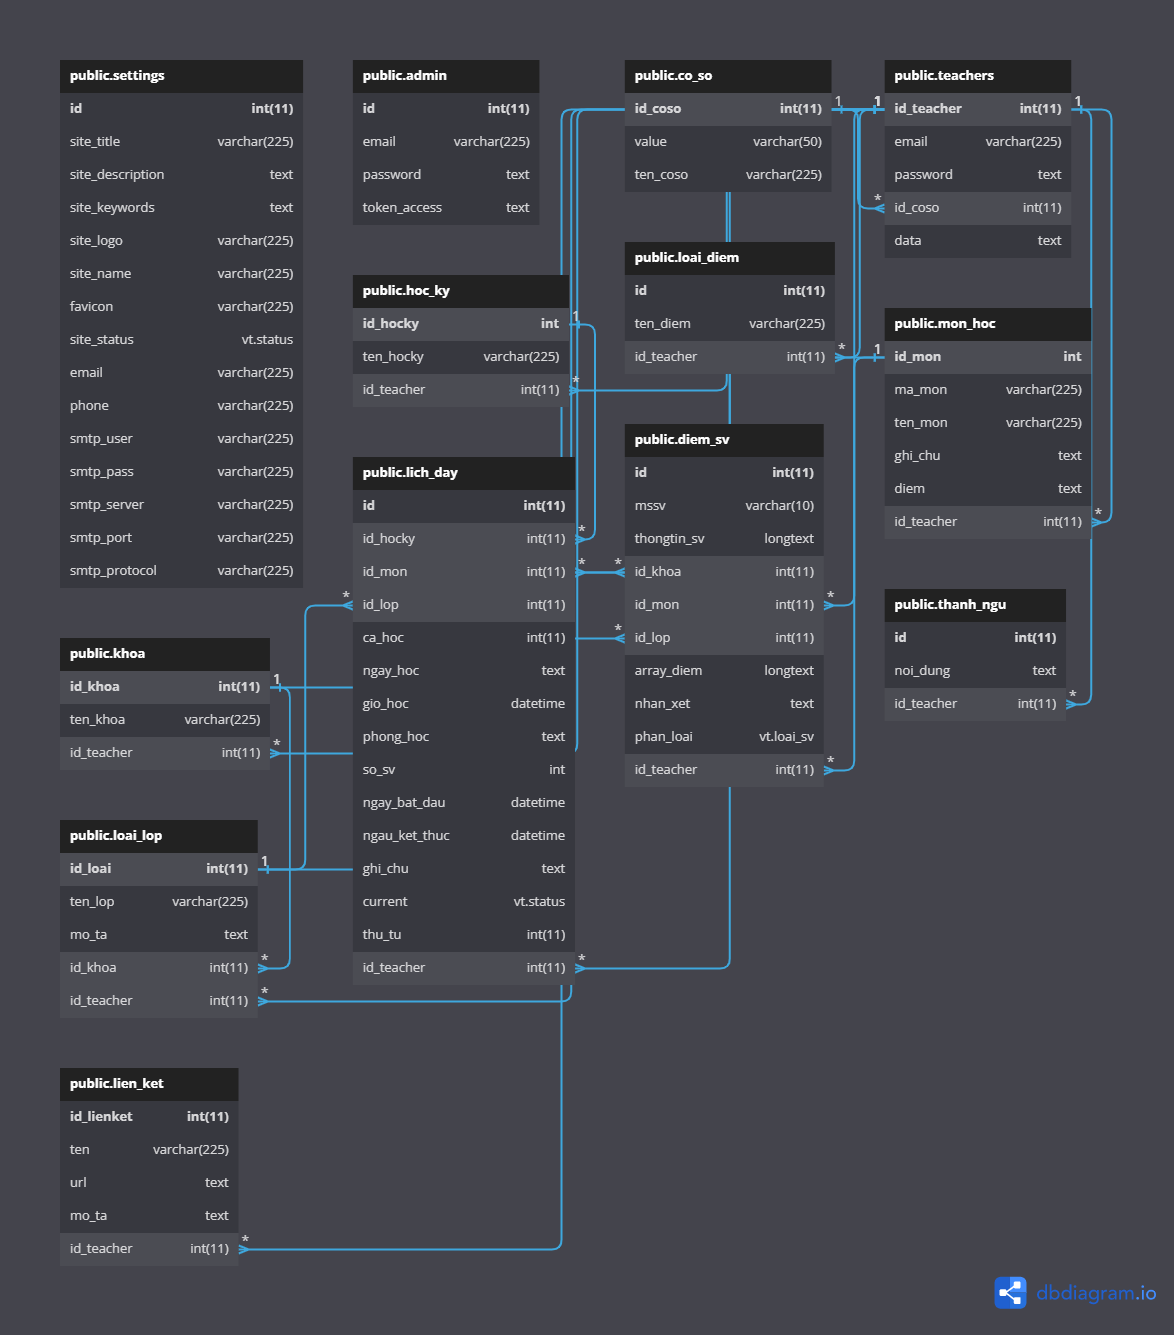 public.settings
id int(11)
site_title varchar(225)
site_description text
site_keywords text
site_logo varchar(225)
site_name varchar(225)
favicon varchar(225)
site_status vt.status
email varchar(225)
phone varchar(225)
smtp_user varchar(225)
smtp_pass varchar(225)
smtp_server varchar(225)
smtp_port varchar(225)
smtp_protocol varchar(225)
public.khoa
id_khoa int(11) 1
ten_khoa varchar(225)
id_teacher int(11) *
public.loai_lop
id_loai int(11) 1
ten_lop varchar(225)
mo_ta text
id_khoa int(11) *
id_teacher int(11) *
public.lien_ket
id_lienket int(11)
ten varchar(225)
url text
mo_ta text
id_teacher int(11) *
public.admin
id int(11)
email varchar(225)
password text
token_access text
public.hoc_ky
id_hocky int 1
ten_hocky varchar(225)
id_teacher int(11) *
public.lich_day
id int(11)
id_hocky int(11) *
id_mon int(11) *
* id_lop int(11)
ca_hoc int(11)
ngay_hoc text
gio_hoc datetime
phong_hoc text
so_sv int
ngay_bat_dau datetime
ngau_ket_thuc datetime
ghi_chu text
current vt.status
thu_tu int(11)
id_teacher int(11) *
public.co_so
id_coso int(11) 1
value varchar(50)
ten_coso varchar(225)
public.loai_diem
id int(11)
ten_diem varchar(225)
id_teacher int(11) *
public.diem_sv
id int(11)
mssv varchar(10)
thongtin_sv longtext
* id_khoa int(11)
id_mon int(11) *
* id_lop int(11)
array_diem longtext
nhan_xet text
phan_loai vt.loai_sv
id_teacher int(11) *
public.teachers
1 id_teacher int(11) 1
email varchar(225)
password text
* id_coso int(11)
data text
public.mon_hoc
1 id_mon int
ma_mon varchar(225)
ten_mon varchar(225)
ghi_chu text
diem text
id_teacher int(11) *
public.thanh_ngu
id int(11)
noi_dung text
id_teacher int(11) *
dbdiagram.io